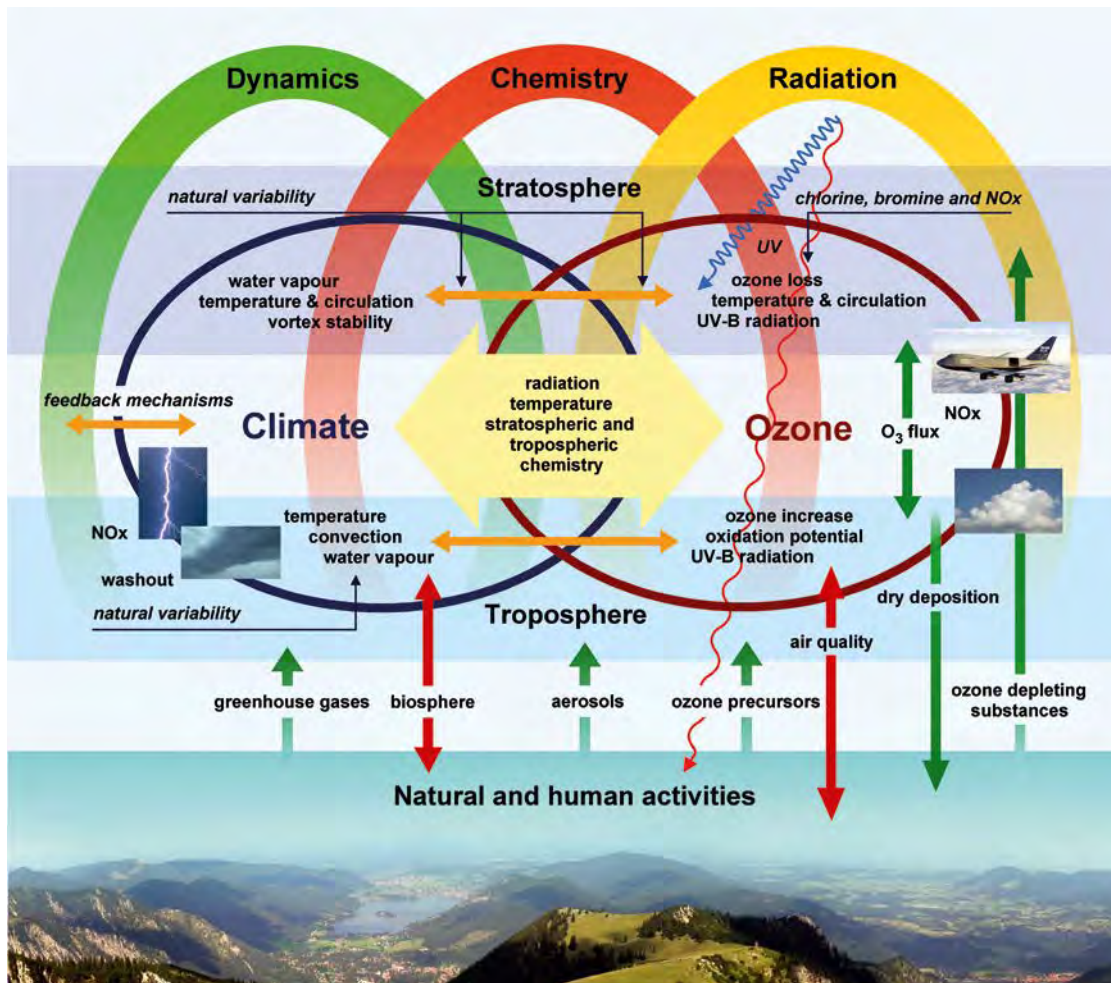 Dynamics
Chemistry
Radiation
Stratosphere
natural variability
chlorine, bromine and NOx
UV
water vapour
temperature & circulation
vortex stability
ozone loss
temperature & circulation
UV-B radiation
feedback mechanisms
Climate
radiation
temperature
stratospheric and
tropospheric
chemistry
Ozone
O₃ flux
NOx
NOx
washout
natural variability
temperature
convection
water vapour
ozone increase
oxidation potential
UV-B radiation
Troposphere
dry deposition
air quality
greenhouse gases
biosphere
aerosols
ozone precursors
ozone depleting
substances
Natural and human activities